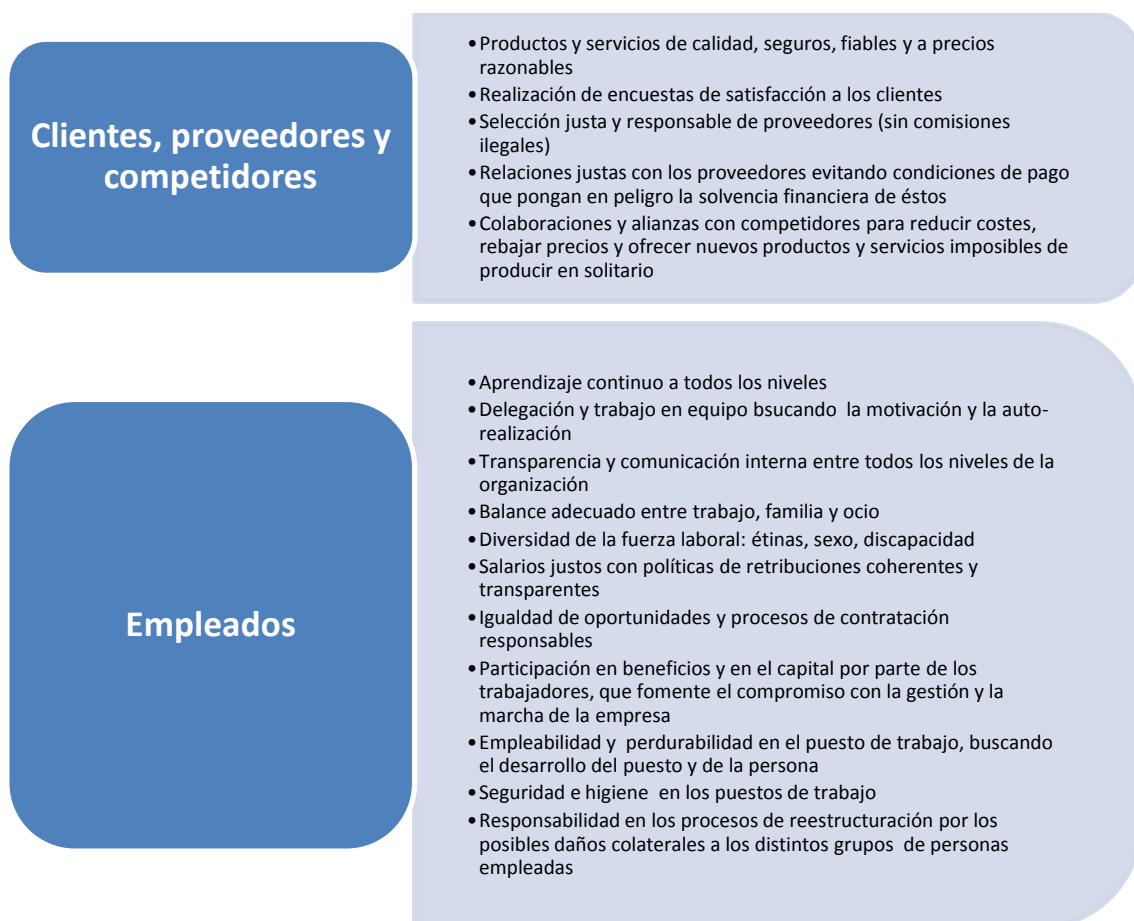 Clientes, proveedores y
competidores
•Productos y servicios de calidad, seguros, fiables y a precios
razonables
•Realización de encuestas de satisfacción a los clientes
•Selección justa y responsable de proveedores (sin comisiones
ilegales)
•Relaciones justas con los proveedores evitando condiciones de pago
que pongan en peligro la solvencia financiera de éstos
•Colaboraciones y alianzas con competidores para reducir costes,
rebajar precios y ofrecer nuevos productos y servicios imposibles de
producir en solitario
Empleados
•Aprendizaje continuo a todos los niveles
•Delegación y trabajo en equipo bsucando la motivación y la auto-
realización
•Transparencia y comunicación interna entre todos los niveles de la
organización
•Balance adecuado entre trabajo, familia y ocio
•Diversidad de la fuerza laboral: étinas, sexo, discapacidad
•Salarios justos con políticas de retribuciones coherentes y
transparentes
•Igualdad de oportunidades y procesos de contratación
responsables
•Participación en beneficios y en el capital por parte de los
trabajadores, que fomente el compromiso con la gestión y la
marcha de la empresa
•Empleabilidad y perdurabilidad en el puesto de trabajo, buscando
el desarrollo del puesto y de la persona
•Seguridad e higiene en los puestos de trabajo
•Responsabilidad en los procesos de reestructuración por los
posibles daños colaterales a los distintos grupos de personas
empleadas